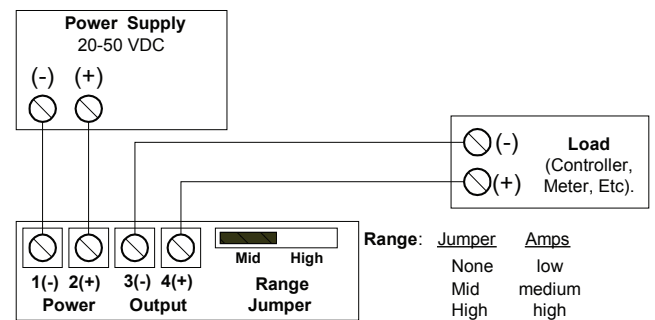 Power Supply
20-50 VDC
(-) (+)
(-)
(+)
Load
(Controller,
Meter, Etc).
1(-) 2(+) 3(-) 4(+)
Power Output
Mid High
Range
Jumper
Range: Jumper Amps
None low
Mid medium
High high